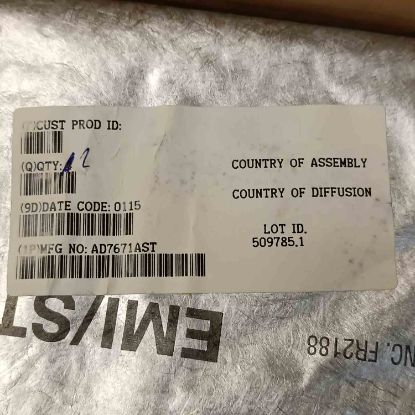 (P)CUST PROD ID:
(Q)QTY: 2
COUNTRY OF ASSEMBLY
COUNTRY OF DIFFUSION
(9D)DATE CODE: 0115
LOT ID.
509785.1
(1P)MFG NO: AD7671AST
EMI/ST
NC. FR2188